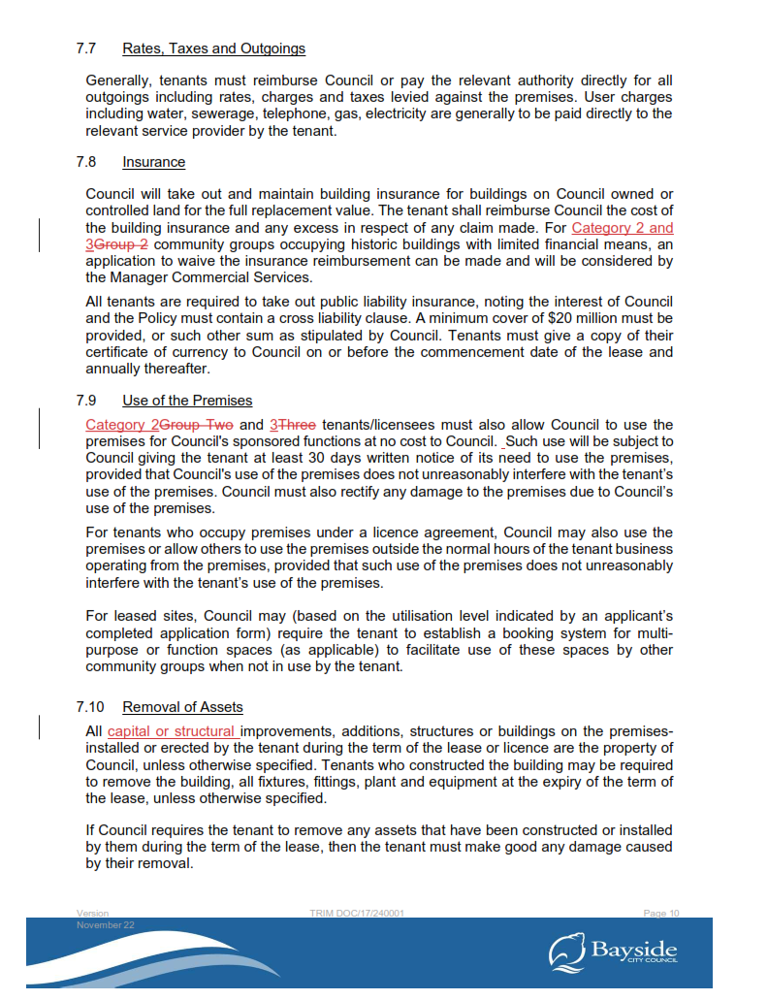 7.7 Rates, Taxes and Outgoings
Generally, tenants must reimburse Council or pay the relevant authority directly for all
outgoings including rates, charges and taxes levied against the premises. User charges
including water, sewerage, telephone, gas, electricity are generally to be paid directly to the
relevant service provider by the tenant.
7.8 Insurance
Council will take out and maintain building insurance for buildings on Council owned or
controlled land for the full replacement value. The tenant shall reimburse Council the cost of
the building insurance and any excess in respect of any claim made. For Category 2 and
3Group 2 community groups occupying historic buildings with limited financial means, an
application to waive the insurance reimbursement can be made and will be considered by
the Manager Commercial Services.
All tenants are required to take out public liability insurance, noting the interest of Council
and the Policy must contain a cross liability clause. A minimum cover of $20 million must be
provided, or such other sum as stipulated by Council. Tenants must give a copy of their
certificate of currency to Council on or before the commencement date of the lease and
annually thereafter.
7.9 Use of the Premises
Category 2Group Two and 3Three tenants/licensees must also allow Council to use the
premises for Council's sponsored functions at no cost to Council. Such use will be subject to
Council giving the tenant at least 30 days written notice of its need to use the premises,
provided that Council's use of the premises does not unreasonably interfere with the tenant's
use of the premises. Council must also rectify any damage to the premises due to Council's
use of the premises.
For tenants who occupy premises under a licence agreement, Council may also use the
premises or allow others to use the premises outside the normal hours of the tenant business
operating from the premises, provided that such use of the premises does not unreasonably
interfere with the tenant's use of the premises.
For leased sites, Council may (based on the utilisation level indicated by an applicant's
completed application form) require the tenant to establish a booking system for multi-
purpose or function spaces (as applicable) to facilitate use of these spaces by other
community groups when not in use by the tenant.
7.10 Removal of Assets
All capital or structural improvements, additions, structures or buildings on the premises-
installed or erected by the tenant during the term of the lease or licence are the property of
Council, unless otherwise specified. Tenants who constructed the building may be required
to remove the building, all fixtures, fittings, plant and equipment at the expiry of the term of
the lease, unless otherwise specified.
If Council requires the tenant to remove any assets that have been constructed or installed
by them during the term of the lease, then the tenant must make good any damage caused
by their removal.
Version TRIM DOC/17/240001 Page 10
November 22
Bayside
CITY COUNCIL